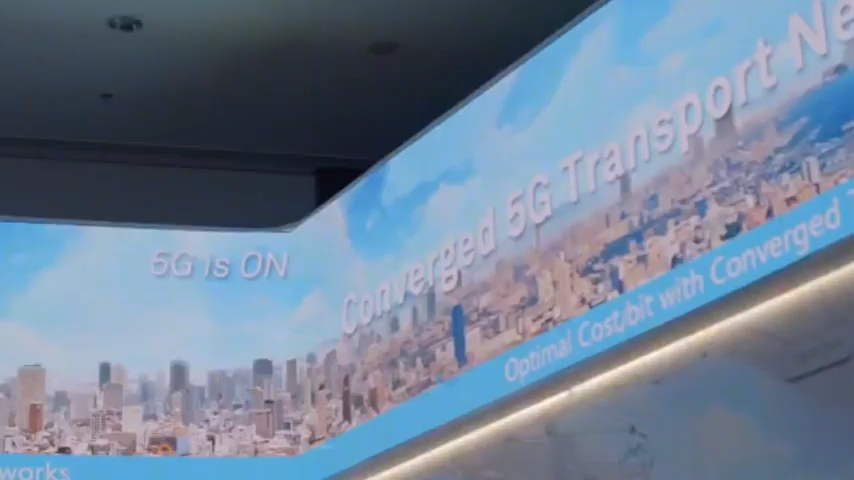 5G is ON
Converged 5G Transport Ne
Optimal Cost/bit with Converged
works